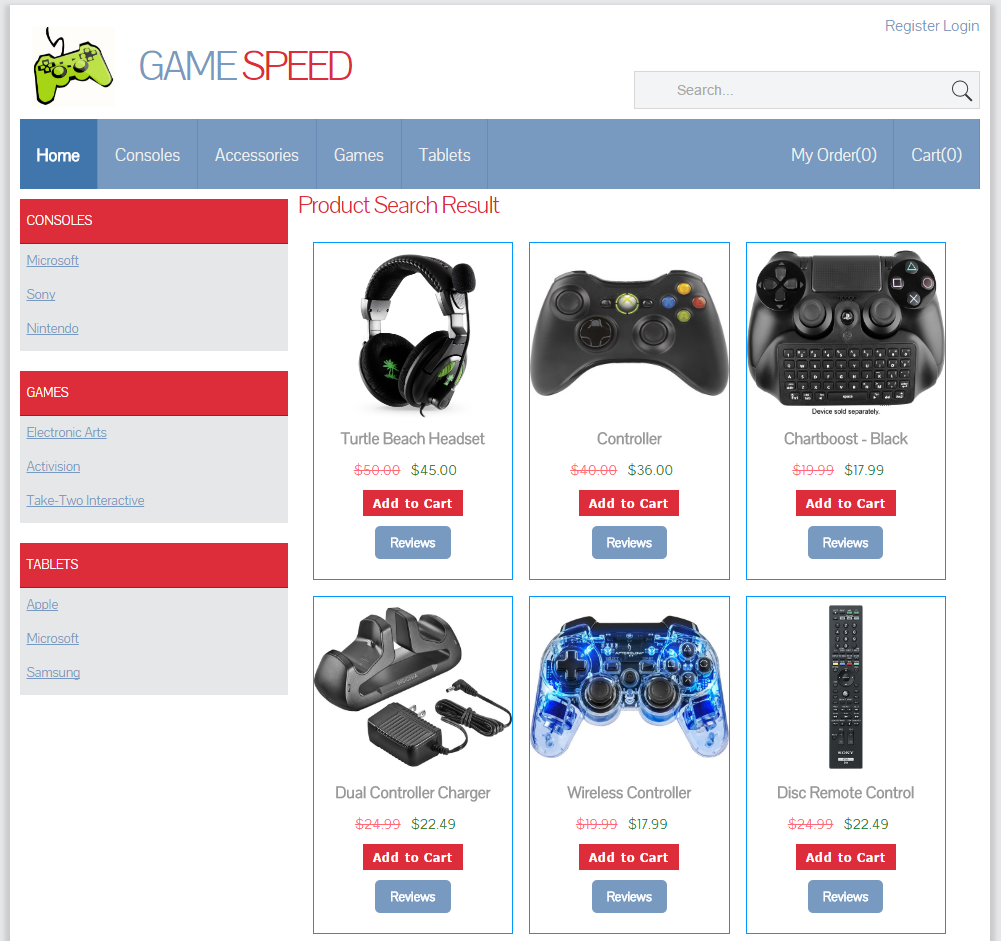 Register Login
GAME SPEED
Search...
Home Consoles Accessories Games Tablets My Order(0) Cart(0)
CONSOLES
Microsoft
Sony
Nintendo
GAMES
Electronic Arts
Activision
Take-Two Interactive
TABLETS
Apple
Microsoft
Samsung
Product Search Result
Device sold separately.
Turtle Beach Headset Controller Chartboost - Black
$50.00 $45.00 $40.00 $36.00 $19.99 $17.99
Add to Cart Add to Cart Add to Cart
Reviews Reviews Reviews
SONY
Dual Controller Charger Wireless Controller Disc Remote Control
$24.99 $22.49 $19.99 $17.99 $24.99 $22.49
Add to Cart Add to Cart Add to Cart
Reviews Reviews Reviews